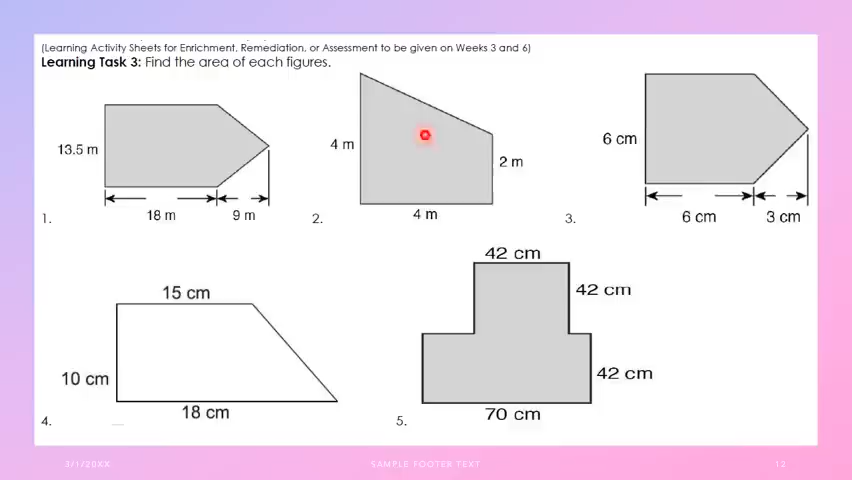 (Learning Activity Sheets for Enrichment, Remediation, or Assessment to be given on Weeks 3 and 6)
Learning Task 3: Find the area of each figures.
13.5 m
18 m
9 m
1.
4 m
2 m
4 m
2.
6 cm
6 cm
3 cm
3.
15 cm
10 cm
18 cm
4.
42 cm
42 cm
42 cm
70 cm
5.
3/1/20XX
SAMPLE FOOTER TEXT
12